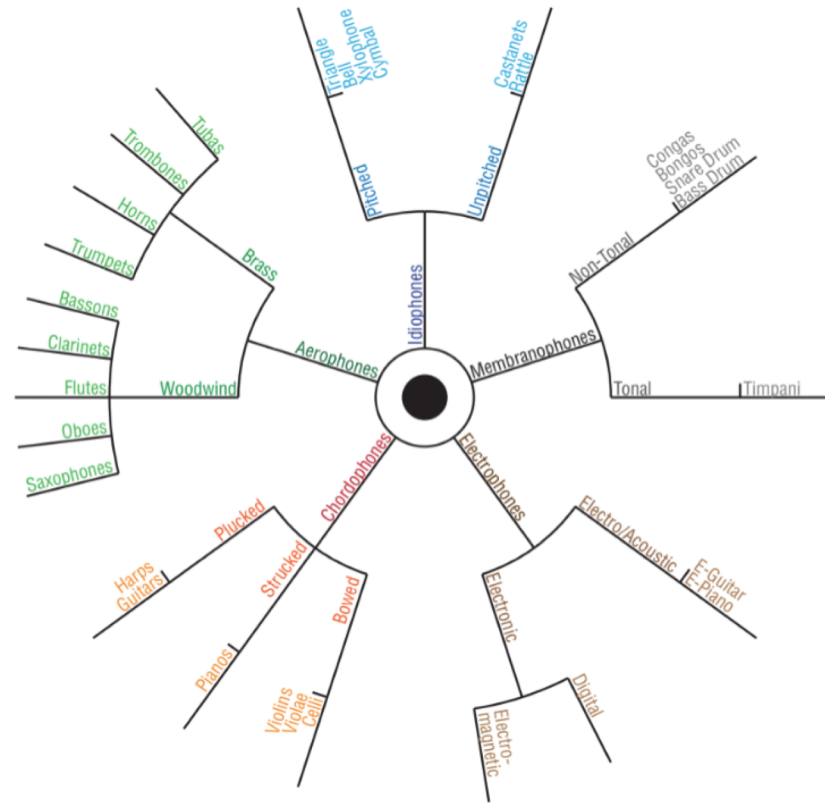 Triangle
Bell
Xylophone
Cymbal
Pitched
Castanets
Rattle
Unpitched
Idiophones
Congas
Bongos
Snare Drum
Bass Drum
Non-Tonal
Membranophones
Tonal
Timpani
Tubas
Trombones
Horns
Trumpets
Brass
Aerophones
Bassons
Clarinets
Flutes
Woodwind
Oboes
Saxophones
Chordophones
Plucked
Harps
Guitars
Strucked
Pianos
Bowed
Violins
Violae
Celli
Electrophones
Electro/Acoustic
E-Guitar
E-Piano
Electronic
Digital
Electro-
magnetic